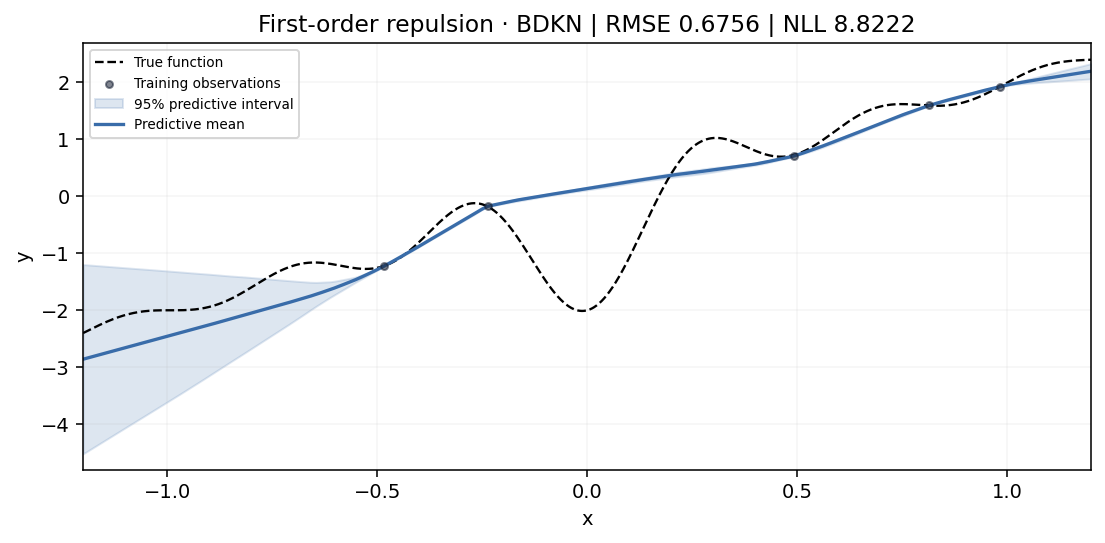 First-order repulsion · BDKN | RMSE 0.6756 | NLL 8.8222
True function
Training observations
95% predictive interval
Predictive mean
y
2
1
0
−1
−2
−3
−4
−1.0 −0.5 0.0 0.5 1.0
x